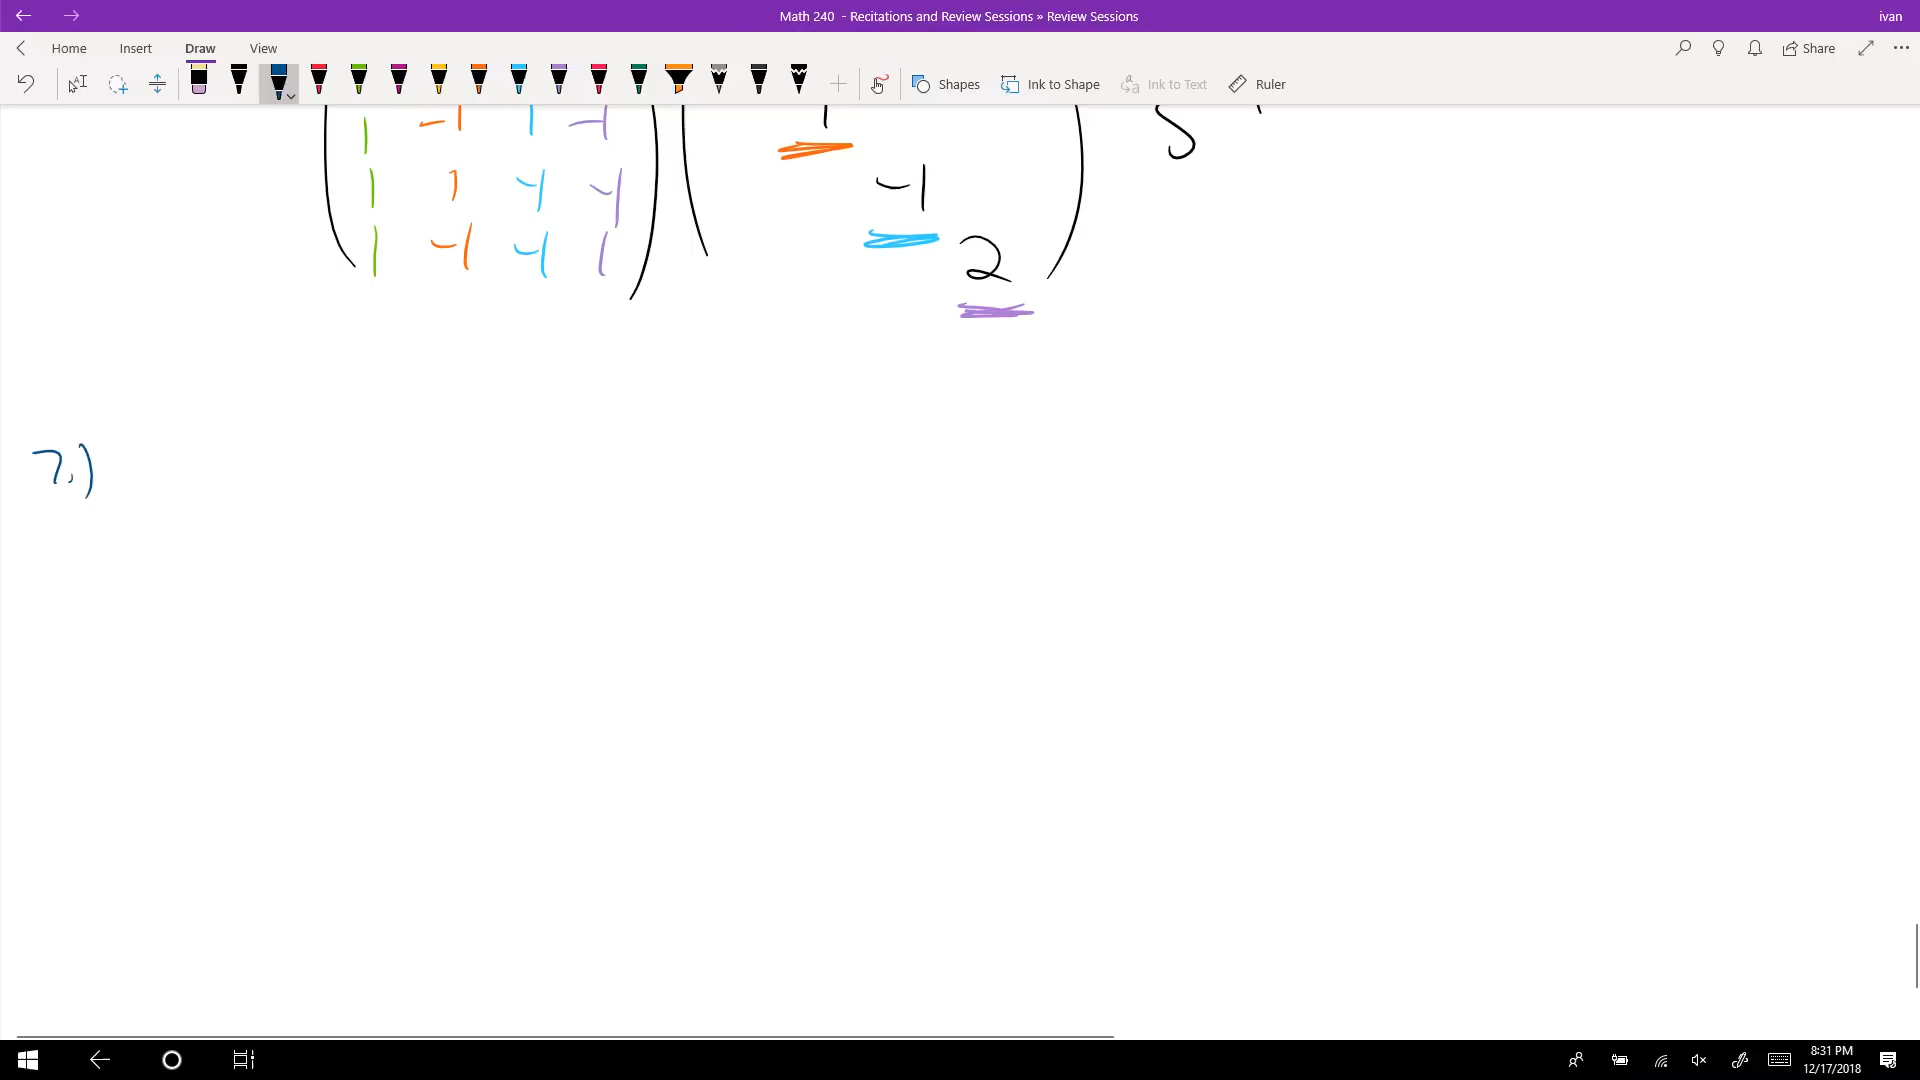 Math 240 - Recitations and Review Sessions » Review Sessions
ivan
Home Insert Draw View
Share
Shapes Ink to Shape Ink to Text Ruler
1 -1 1 -1
1 1 -1 -1 -1
1 -1 -1 1 2
7.)
8:31 PM
12/17/2018